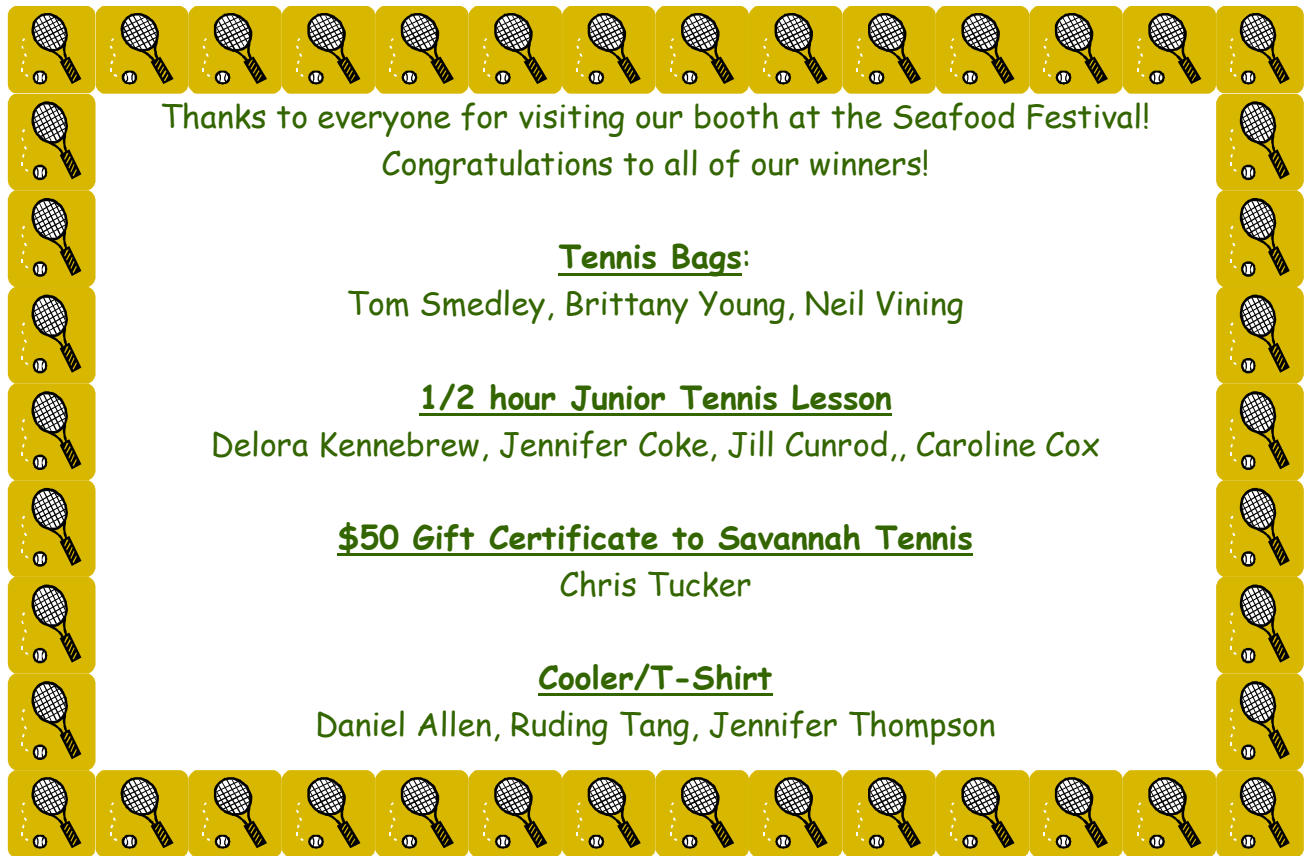 Thanks to everyone for visiting our booth at the Seafood Festival!
Congratulations to all of our winners!
Tennis Bags:
Tom Smedley, Brittany Young, Neil Vining
1/2 hour Junior Tennis Lesson
Delora Kennebrew, Jennifer Coke, Jill Cunrod,, Caroline Cox
$50 Gift Certificate to Savannah Tennis
Chris Tucker
Cooler/T-Shirt
Daniel Allen, Ruding Tang, Jennifer Thompson